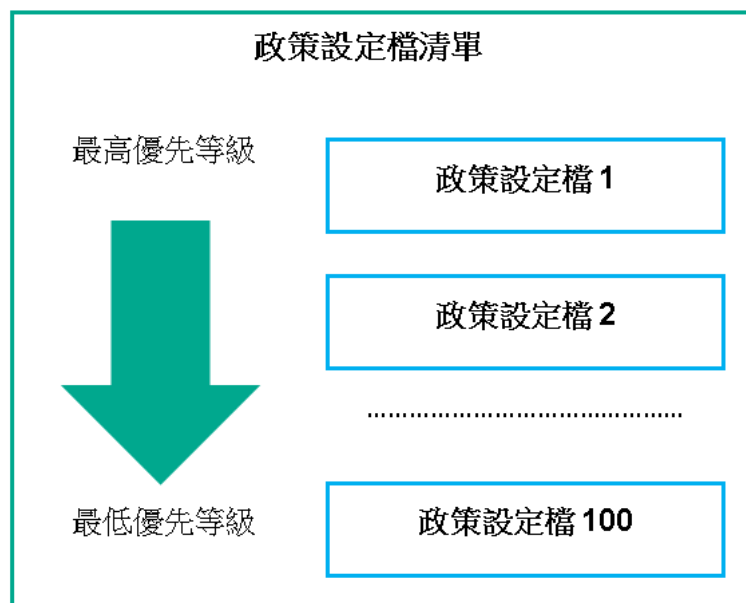 政策設定檔清單
最高優先等級
政策設定檔 1
政策設定檔 2
................................................
最低優先等級
政策設定檔 100